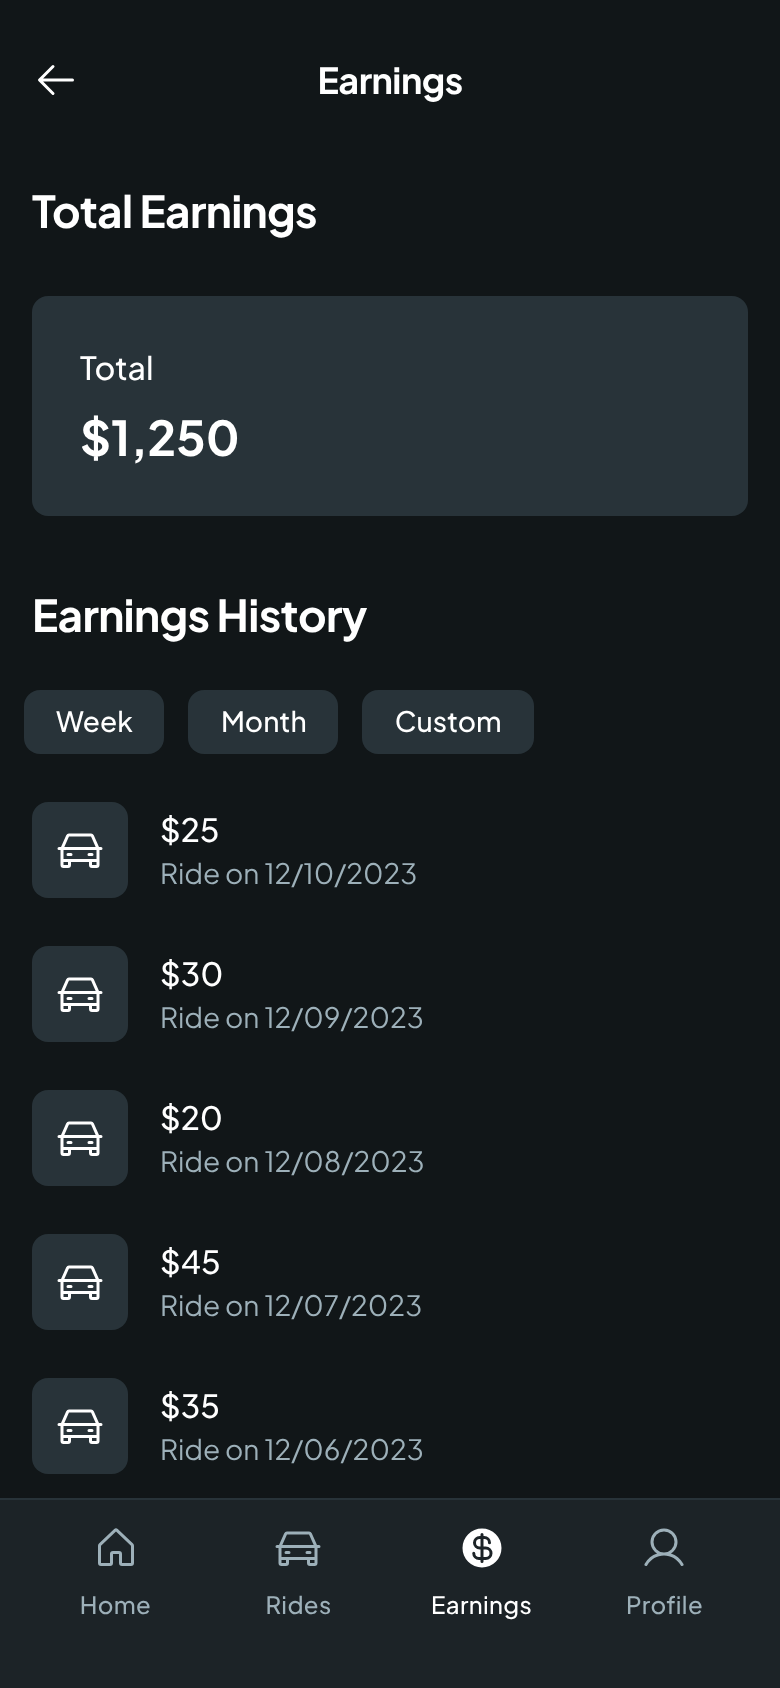 Earnings
Total Earnings
Total
$1,250
Earnings History
Week Month Custom
$25
Ride on 12/10/2023
$30
Ride on 12/09/2023
$20
Ride on 12/08/2023
$45
Ride on 12/07/2023
$35
Ride on 12/06/2023
$
Home Rides Earnings Profile